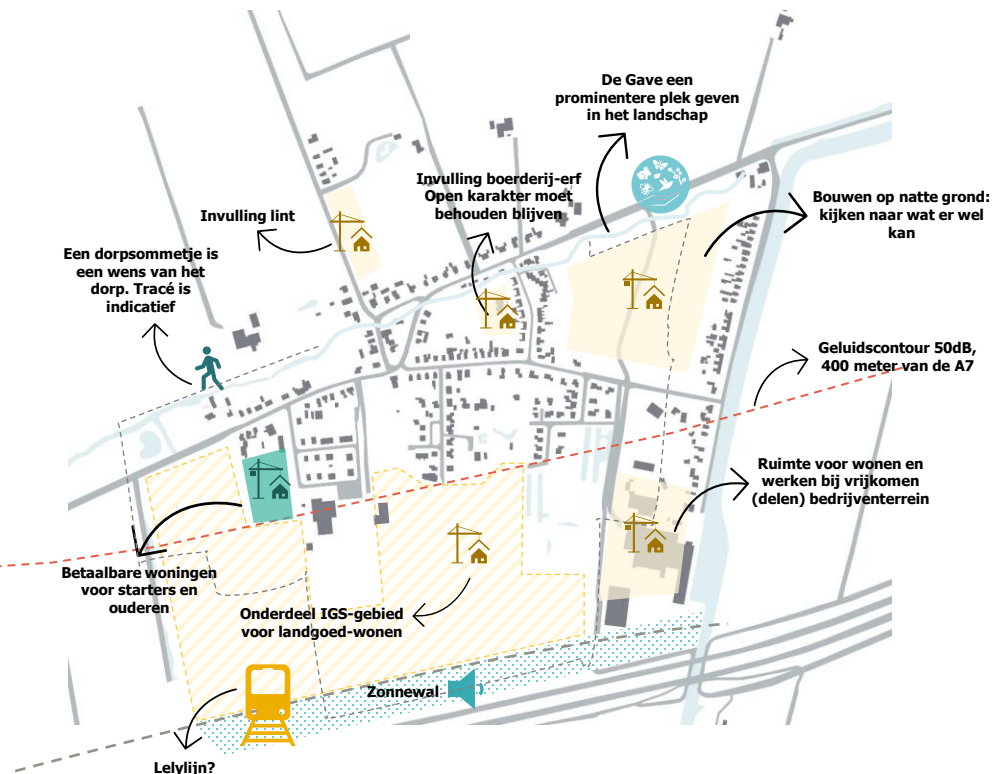 De Gave een
prominentere plek geven
in het landschap
Invulling boerderij-erf
Open karakter moet
behouden blijven
Invulling lint
Bouwen op natte grond:
kijken naar wat er wel
kan
Een dorpsommetje is
een wens van het
dorp. Tracé is
indicatief
Geluidscontour 50dB,
400 meter van de A7
Ruimte voor wonen en
werken bij vrijkomen
(delen) bedrijventerrein
Betaalbare woningen
voor starters en
ouderen
Onderdeel IGS-gebied
voor landgoed-wonen
Zonnewal
Lelylijn?